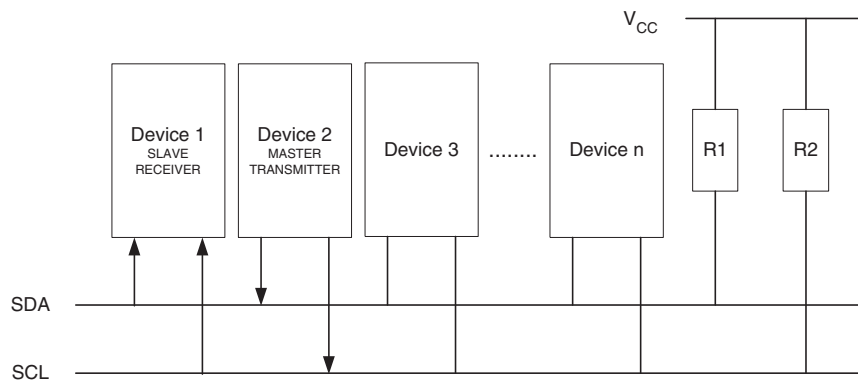 VCC
Device 1
SLAVE
RECEIVER
Device 2
MASTER
TRANSMITTER
Device 3
........
Device n
R1
R2
SDA
SCL